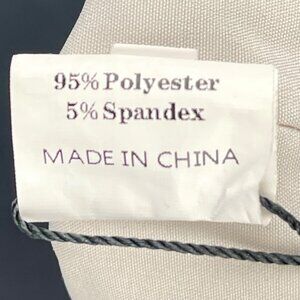 95% Polyester
5% Spandex
MADE IN CHINA